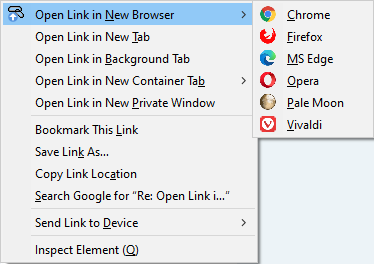 Open Link in New Browser
Open Link in New Tab
Open Link in Background Tab
Open Link in New Container Tab
Open Link in New Private Window
Bookmark This Link
Save Link As...
Copy Link Location
Search Google for “Re: Open Link i...”
Send Link to Device
Inspect Element (Q)
Chrome
Firefox
MS Edge
Opera
Pale Moon
Vivaldi